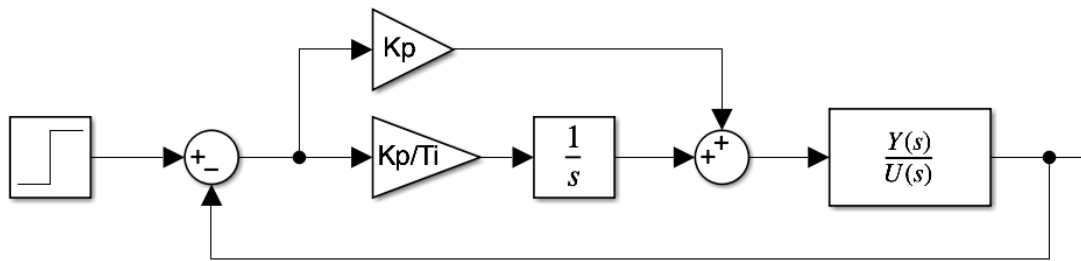 Kp
+
−
Kp/Ti
1
s
+
+
Y(s)
U(s)